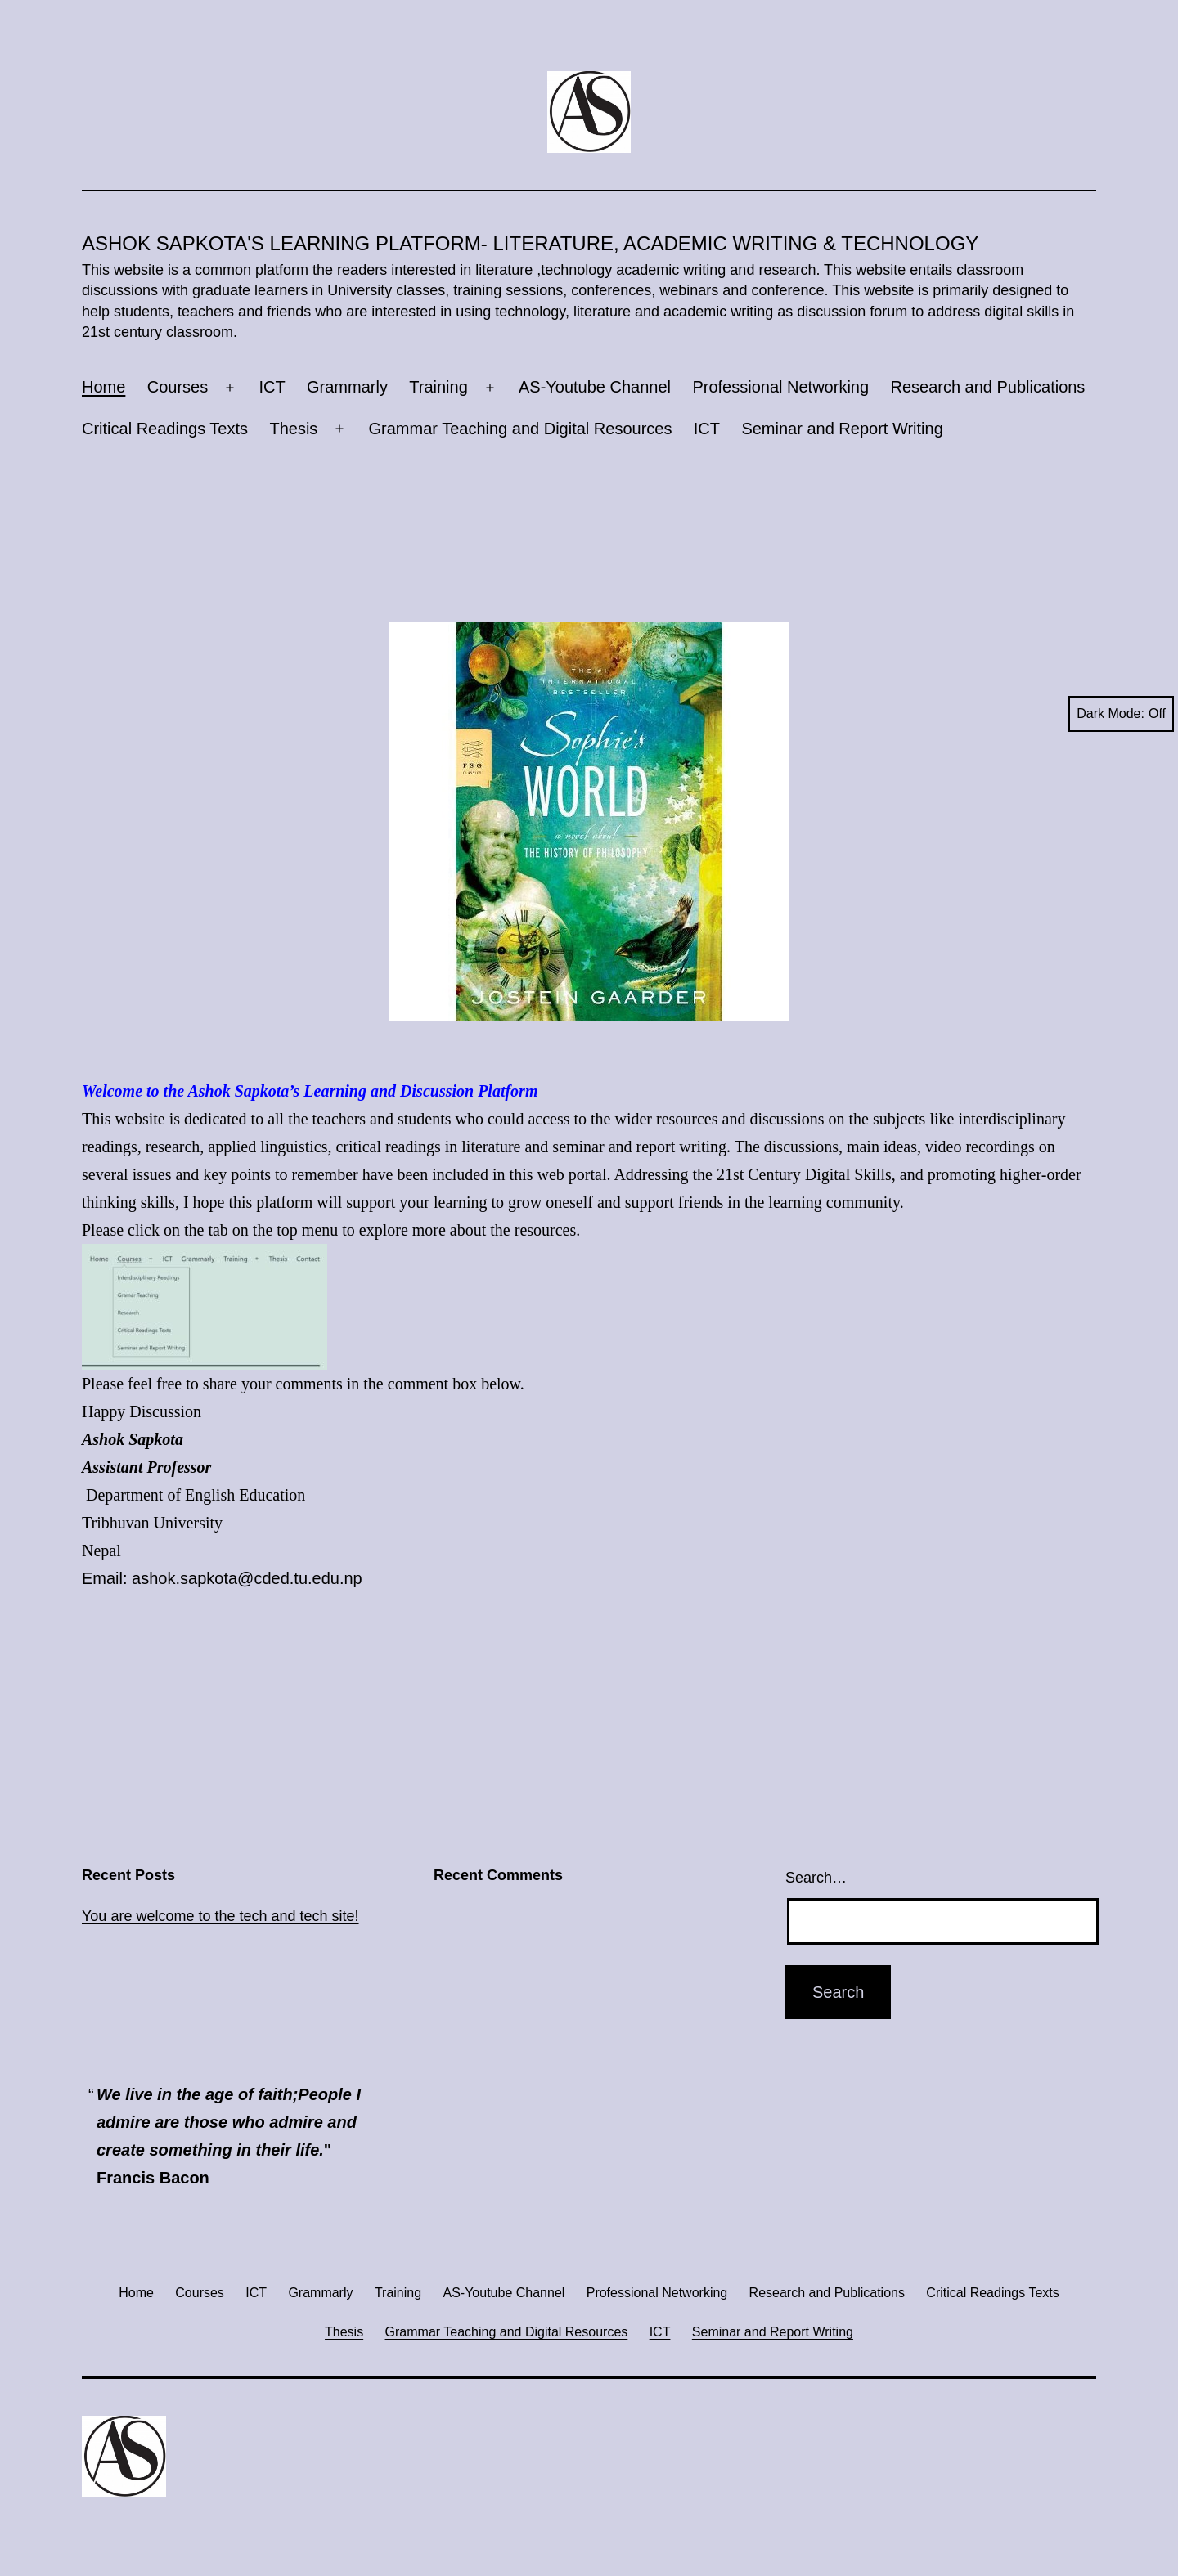 AS
ASHOK SAPKOTA'S LEARNING PLATFORM- LITERATURE, ACADEMIC WRITING & TECHNOLOGY
This website is a common platform the readers interested in literature ,technology academic writing and research. This website entails classroom
discussions with graduate learners in University classes, training sessions, conferences, webinars and conference. This website is primarily designed to
help students, teachers and friends who are interested in using technology, literature and academic writing as discussion forum to address digital skills in
21st century classroom.
Home Courses + ICT Grammarly Training + AS-Youtube Channel Professional Networking Research and Publications
Critical Readings Texts Thesis + Grammar Teaching and Digital Resources ICT Seminar and Report Writing
THE #1
INTERNATIONAL
BESTSELLER
Sophie's
FSG
CLASSICS
WORLD
a novel about
THE HISTORY OF PHILOSOPHY
JOSTEIN GAARDER
Dark Mode: Off
Welcome to the Ashok Sapkota’s Learning and Discussion Platform
This website is dedicated to all the teachers and students who could access to the wider resources and discussions on the subjects like interdisciplinary
readings, research, applied linguistics, critical readings in literature and seminar and report writing. The discussions, main ideas, video recordings on
several issues and key points to remember have been included in this web portal. Addressing the 21st Century Digital Skills, and promoting higher-order
thinking skills, I hope this platform will support your learning to grow oneself and support friends in the learning community.
Please click on the tab on the top menu to explore more about the resources.
Home Courses − ICT Grammarly Training + Thesis Contact
Interdisciplinary Readings
Gramar Teaching
Research
Critical Readings Texts
Seminar and Report Writing
Please feel free to share your comments in the comment box below.
Happy Discussion
Ashok Sapkota
Assistant Professor
Department of English Education
Tribhuvan University
Nepal
Email: ashok.sapkota@cded.tu.edu.np
Recent Posts
You are welcome to the tech and tech site!
Recent Comments
Search…
Search
“ We live in the age of faith;People I
admire are those who admire and
create something in their life."
Francis Bacon
Home Courses ICT Grammarly Training AS-Youtube Channel Professional Networking Research and Publications Critical Readings Texts
Thesis Grammar Teaching and Digital Resources ICT Seminar and Report Writing
AS